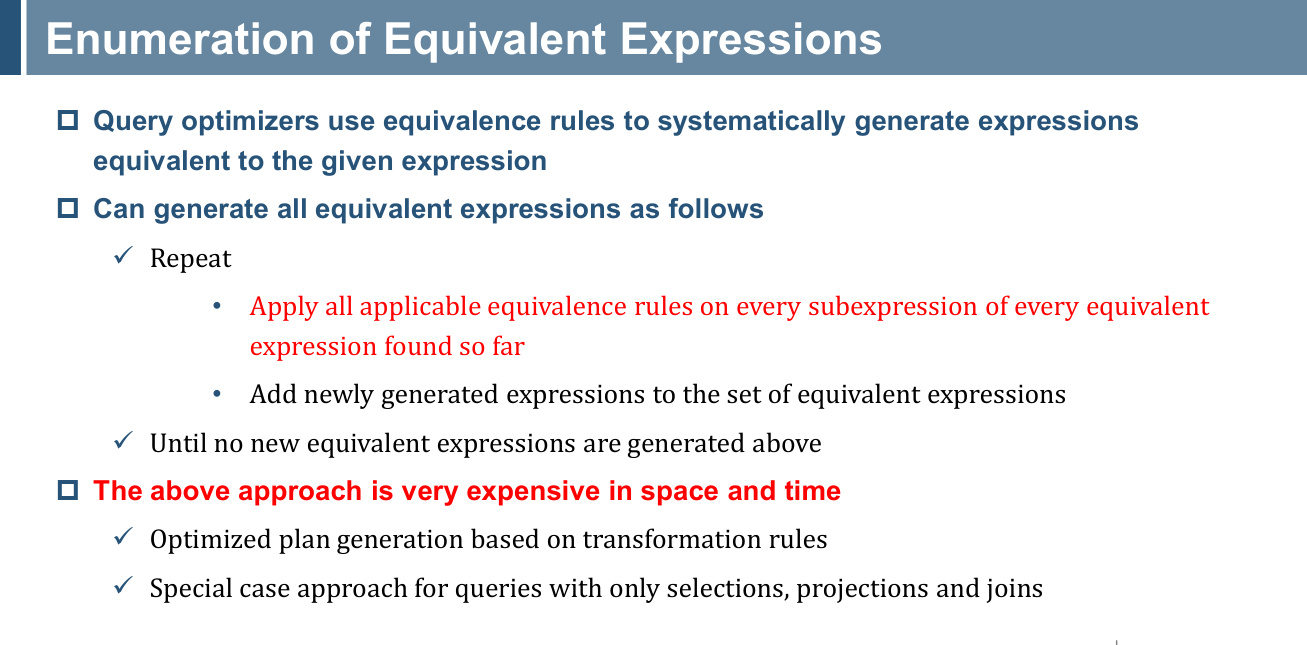 Enumeration of Equivalent Expressions
Query optimizers use equivalence rules to systematically generate expressions
equivalent to the given expression
Can generate all equivalent expressions as follows
✓ Repeat
• Apply all applicable equivalence rules on every subexpression of every equivalent
expression found so far
• Add newly generated expressions to the set of equivalent expressions
✓ Until no new equivalent expressions are generated above
The above approach is very expensive in space and time
✓ Optimized plan generation based on transformation rules
✓ Special case approach for queries with only selections, projections and joins